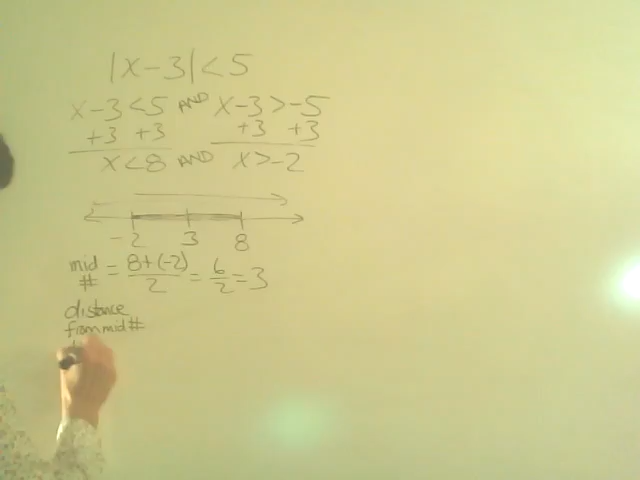 |x-3|<5
x-3<5 AND x-3>-5
+3 +3 +3 +3
x<8 AND x>-2
-2 3 8
mid # = 8+(-2)/2 = 6/2 = 3
distance
from mid #